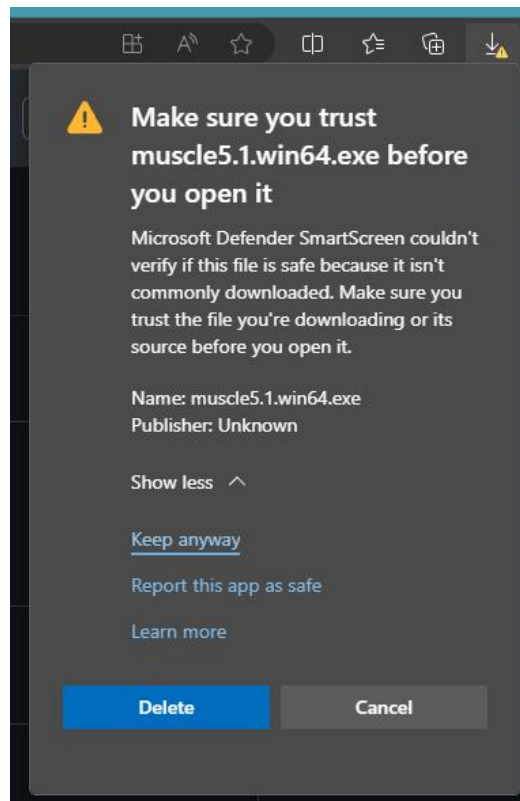 Make sure you trust
muscle5.1.win64.exe before
you open it
Microsoft Defender SmartScreen couldn't
verify if this file is safe because it isn't
commonly downloaded. Make sure you
trust the file you're downloading or its
source before you open it.
Name: muscle5.1.win64.exe
Publisher: Unknown
Show less
Keep anyway
Report this app as safe
Learn more
Delete
Cancel